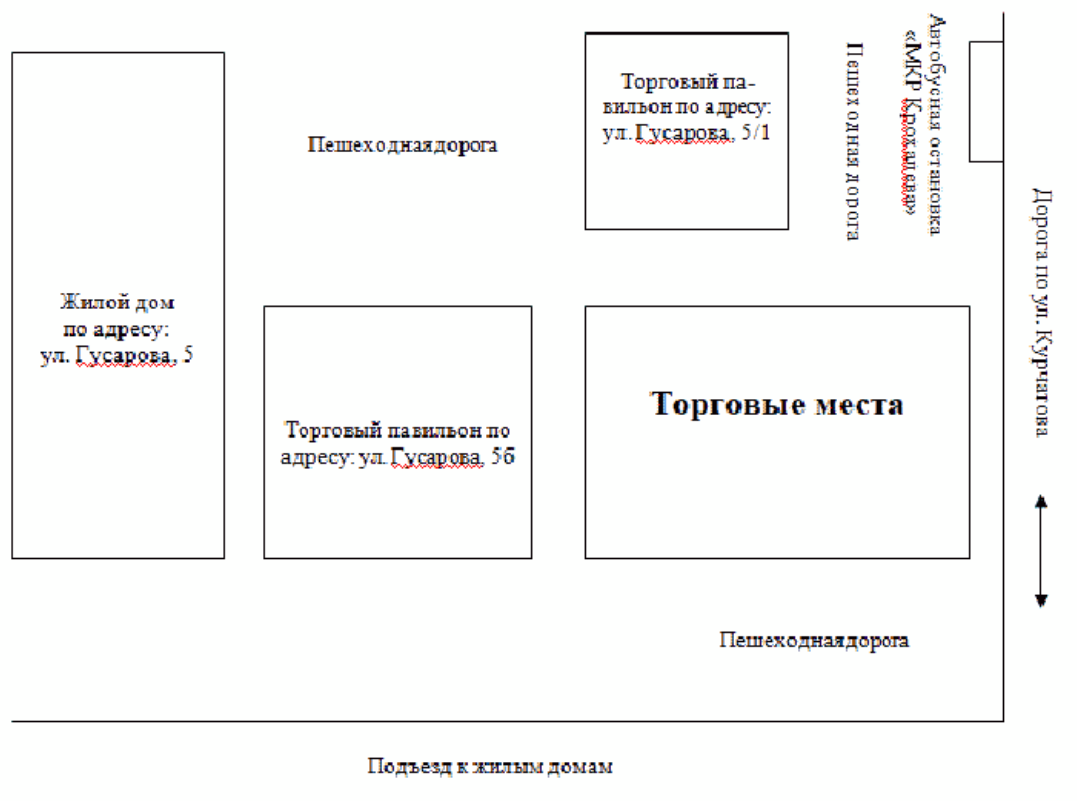 Торговый па-
вильон по адресу:
ул. Гусарова, 5/1
Автобусная остановка
«МКР Крохалева»
Пешеходная дорога
Пешеходнаядорога
Дорога по ул. Курчатова
Жилой дом
по адресу:
ул. Гусарова, 5
Торговые места
Торговый павильон по
адресу: ул. Гусарова, 5б
Пешеходнаядорога
Подъезд к жилым домам